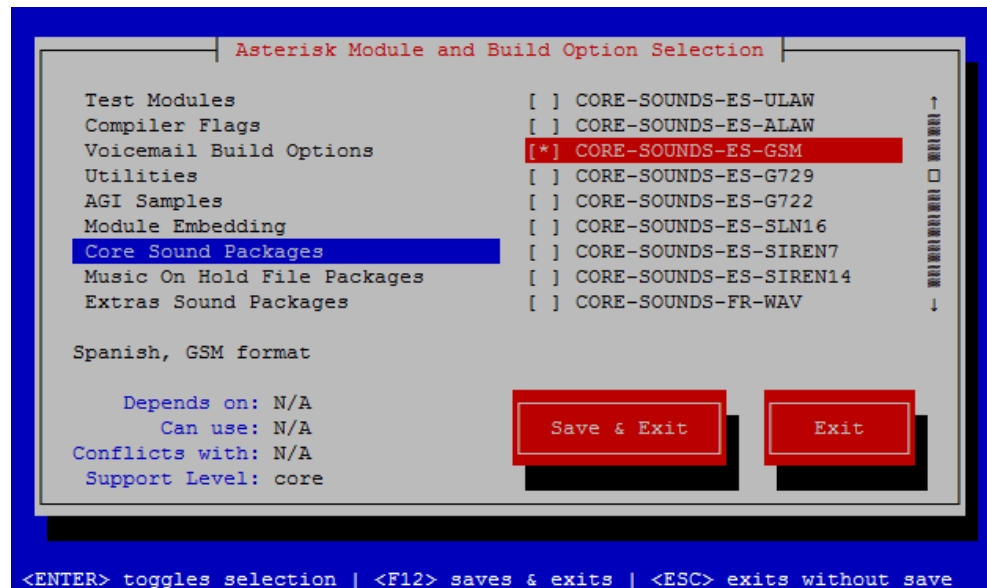 Asterisk Module and Build Option Selection
Test Modules [ ] CORE-SOUNDS-ES-ULAW ↑
Compiler Flags [ ] CORE-SOUNDS-ES-ALAW
Voicemail Build Options [*] CORE-SOUNDS-ES-GSM
Utilities [ ] CORE-SOUNDS-ES-G729
AGI Samples [ ] CORE-SOUNDS-ES-G722
Module Embedding [ ] CORE-SOUNDS-ES-SLN16
Core Sound Packages [ ] CORE-SOUNDS-ES-SIREN7
Music On Hold File Packages [ ] CORE-SOUNDS-ES-SIREN14
Extras Sound Packages [ ] CORE-SOUNDS-FR-WAV ↓
Spanish, GSM format
Depends on: N/A
Can use: N/A Save & Exit Exit
Conflicts with: N/A
Support Level: core
<ENTER> toggles selection | <F12> saves & exits | <ESC> exits without save